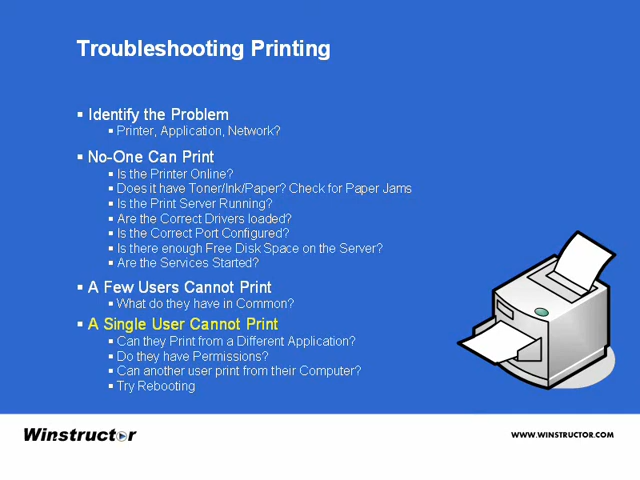 Troubleshooting Printing
▪ Identify the Problem
▪ Printer, Application, Network?
▪ No-One Can Print
▪ Is the Printer Online?
▪ Does it have Toner/Ink/Paper? Check for Paper Jams
▪ Is the Print Server Running?
▪ Are the Correct Drivers loaded?
▪ Is the Correct Port Configured?
▪ Is there enough Free Disk Space on the Server?
▪ Are the Services Started?
▪ A Few Users Cannot Print
▪ What do they have in Common?
▪ A Single User Cannot Print
▪ Can they Print from a Different Application?
▪ Do they have Permissions?
▪ Can another user print from their Computer?
▪ Try Rebooting
Winstructor
WWW.WINSTRUCTOR.COM